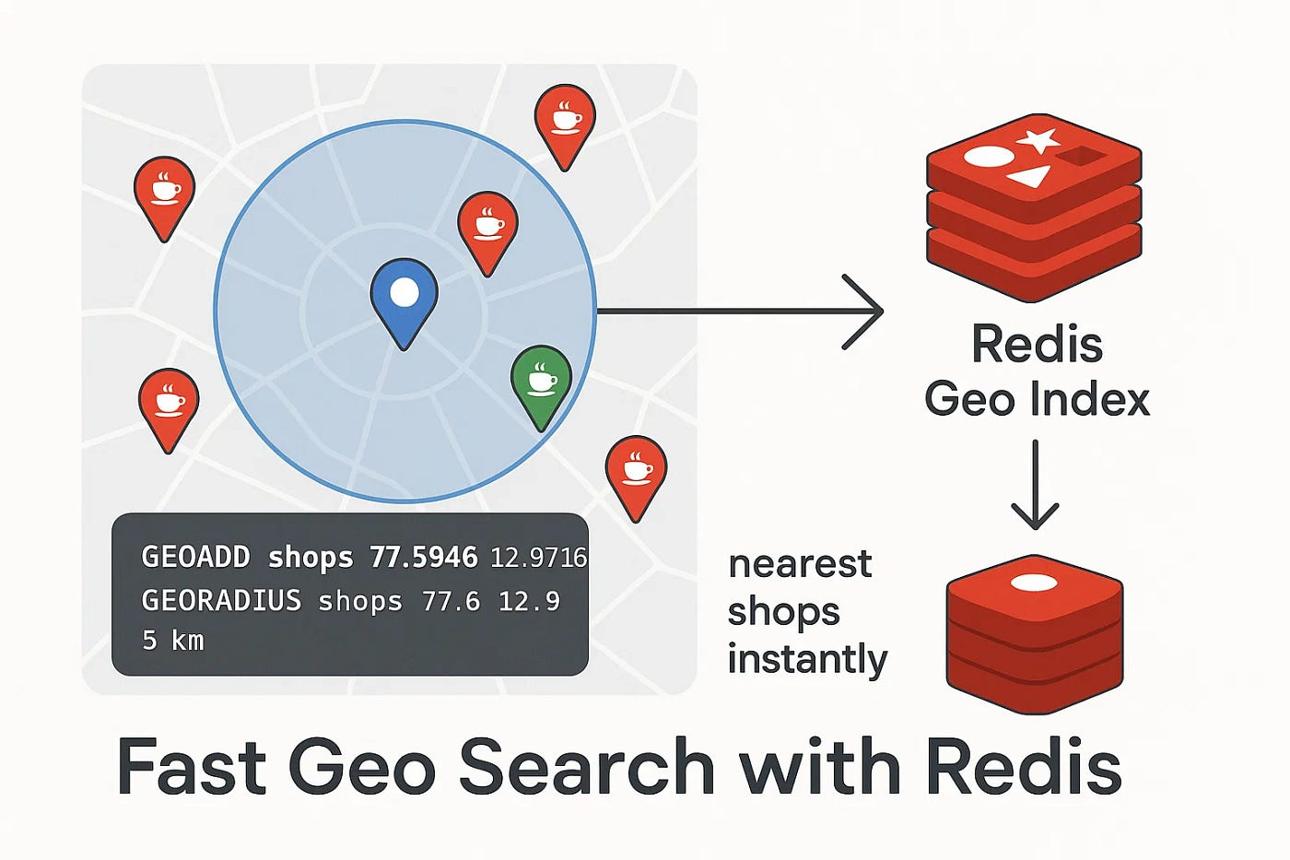 GEOADD shops 77.5946 12.9716
GEORADIUS shops 77.6 12.9
5 km
Redis
Geo Index
nearest
shops
instantly
Fast Geo Search with Redis